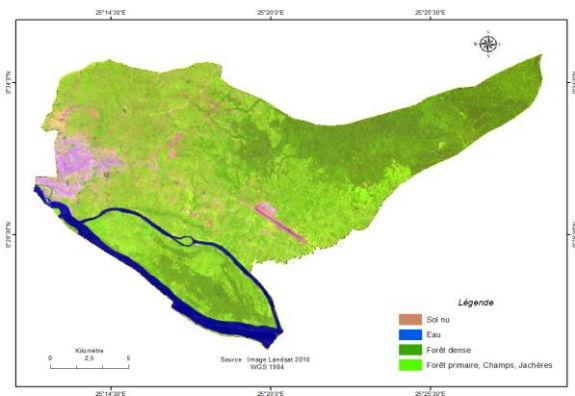 25°14'30"E 25°20'0"E 25°25'30"E
0°34'0"N
0°28'30"N
N
S
Légende
Sol nu
Eau
Forêt dense
Forêt primaire, Champs, Jachères
Kilomètre
0 2,5 5
Source : Image Landsat 2010
WGS 1984
25°14'30"E 25°20'0"E 25°25'30"E